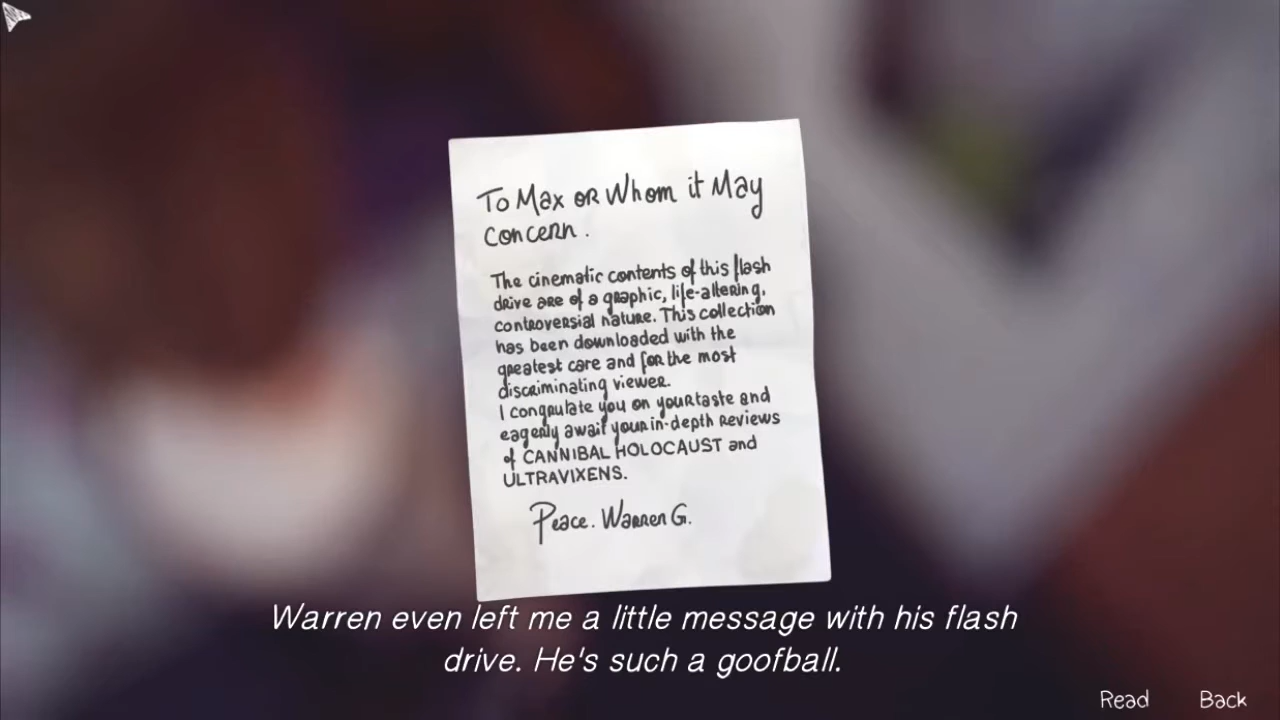 To Max or Whom it May
Concern.
The cinematic contents of this flash
drive are of a graphic, life-altering,
controversial nature. This collection
has been downloaded with the
greatest care and for the most
discriminating viewer.
I congrulate you on your taste and
eagerly await your in-depth reviews
of CANNIBAL HOLOCAUST and
ULTRAVIXENS.
Peace. Warren G.
Warren even left me a little message with his flash
drive. He's such a goofball.
Read Back